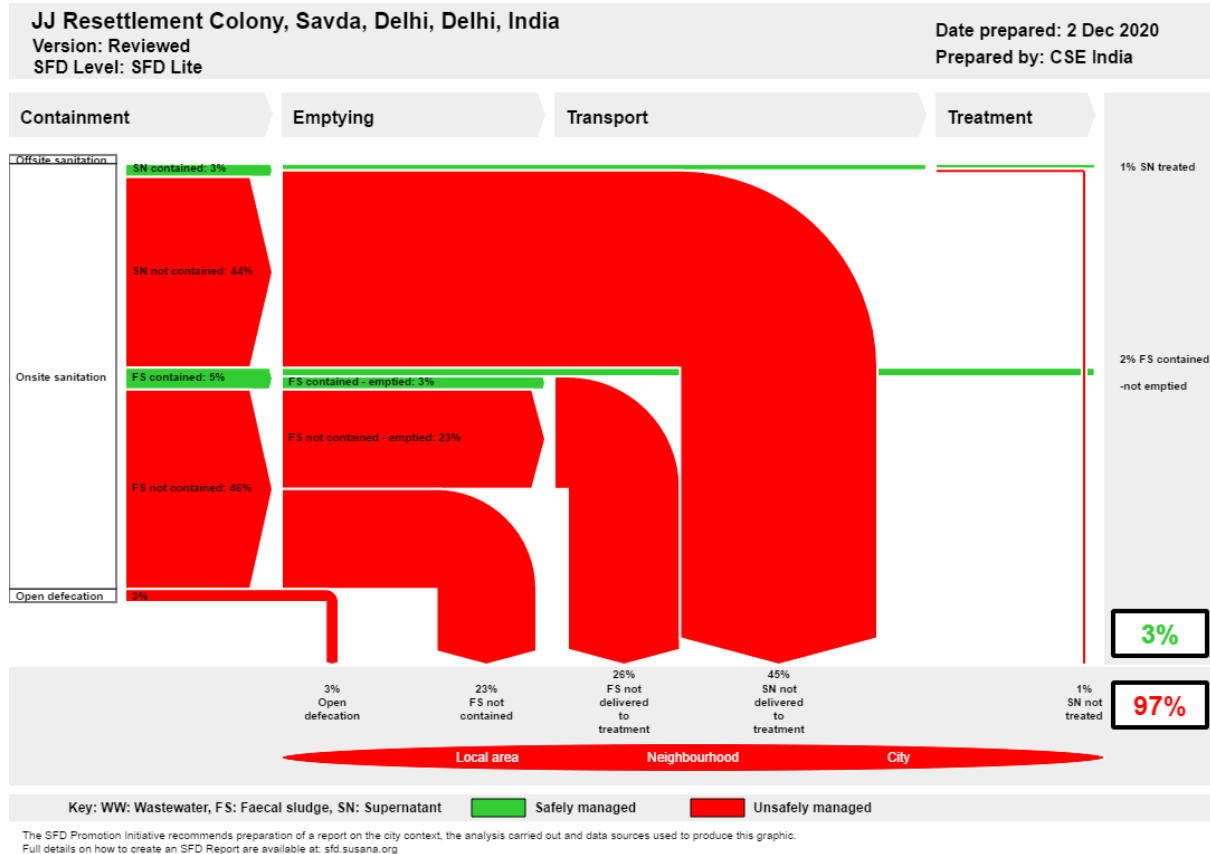 JJ Resettlement Colony, Savda, Delhi, Delhi, India
Version: Reviewed
SFD Level: SFD Lite
Date prepared: 2 Dec 2020
Prepared by: CSE India
Containment
Emptying
Transport
Treatment
Offsite sanitation
SN contained: 3%
1% SN treated
SN not contained: 44%
2% FS contained
-not emptied
Onsite sanitation
FS contained: 5%
FS contained - emptied: 3%
FS not contained - emptied: 23%
FS not contained: 46%
Open defecation
3%
3%
3%
Open
defecation
23%
FS not
contained
26%
FS not
delivered
to
treatment
45%
SN not
delivered
to
treatment
1%
SN not
treated
97%
Local area
Neighbourhood
City
Key: WW: Wastewater, FS: Faecal sludge, SN: Supernatant
Safely managed
Unsafely managed
The SFD Promotion Initiative recommends preparation of a report on the city context, the analysis carried out and data sources used to produce this graphic.
Full details on how to create an SFD Report are available at: sfd.susana.org